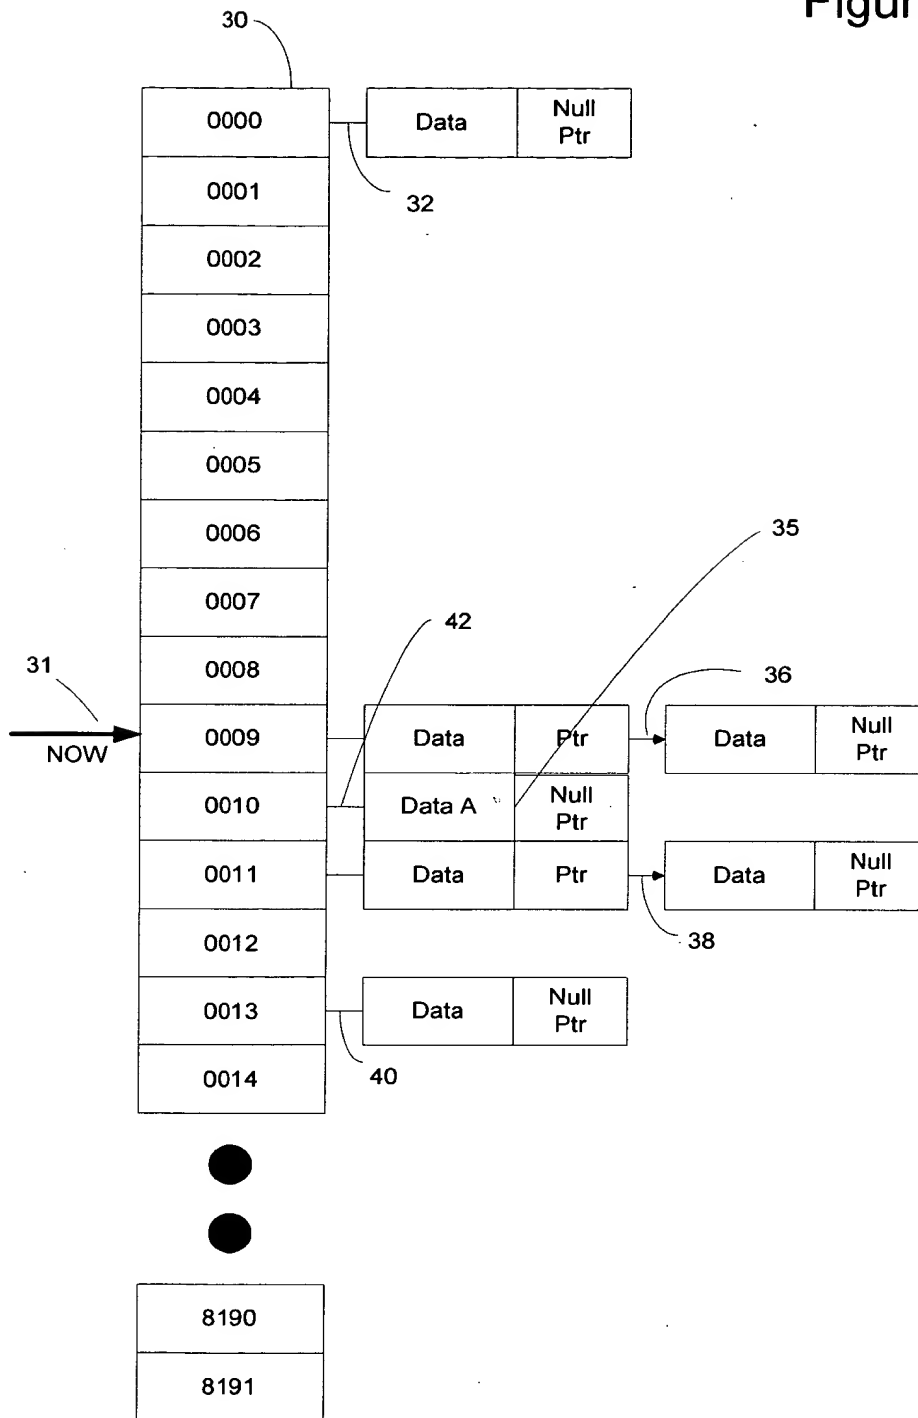 Figur
30
0000 Data Null Ptr
32
0001
0002
0003
0004
0005
0006
35
0007
42
0008
31
36
NOW
0009 Data Ptr Data Null Ptr
0010 Data A Null Ptr
0011 Data Ptr Data Null Ptr
38
0012
0013 Data Null Ptr
40
0014
8190
8191